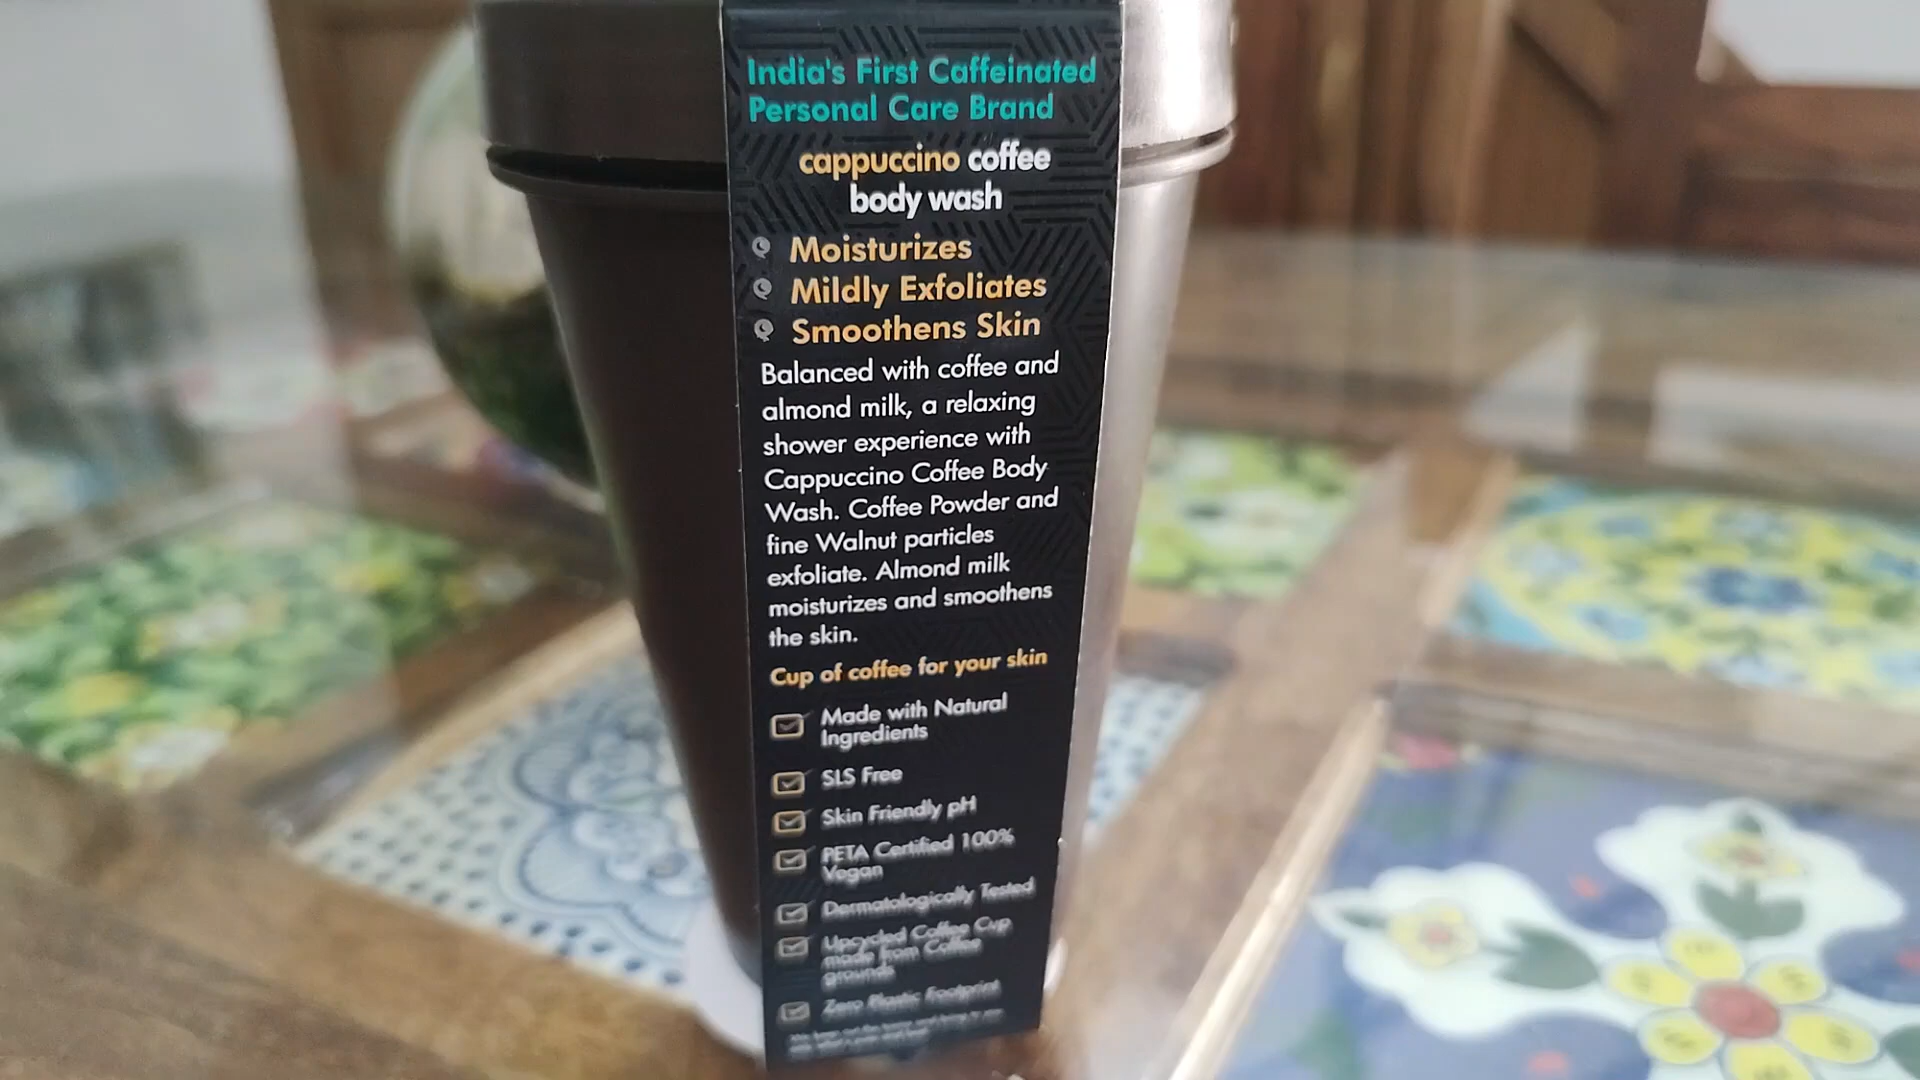 India's First Caffeinated
Personal Care Brand
cappuccino coffee
body wash
Moisturizes
Mildly Exfoliates
Smoothens Skin
Balanced with coffee and
almond milk, a relaxing
shower experience with
Cappuccino Coffee Body
Wash. Coffee Powder and
fine Walnut particles
exfoliate. Almond milk
moisturizes and smoothens
the skin.
Cup of coffee for your skin
Made with Natural
Ingredients
SLS Free
Skin Friendly pH
PETA Certified 100%
Vegan
Dermatologically Tested
Upcycled Coffee Cup
made from Coffee
grounds
Zero Plastic Footprint